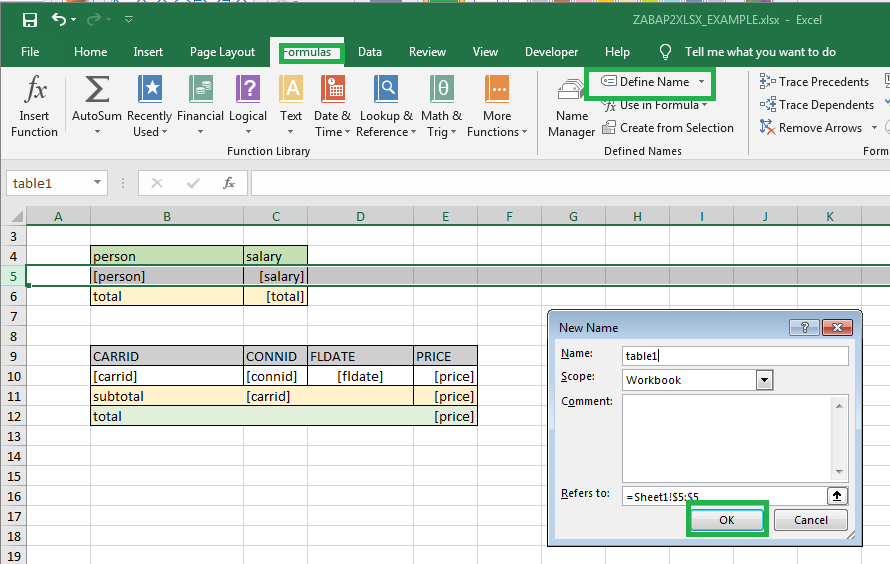 ZABAP2XLSX_EXAMPLE.xlsx - Excel
File Home Insert Page Layout Formulas Data Review View Developer Help Tell me what you want to do
fx Σ ? A θ
Insert Function
AutoSum
Recently Used
Financial
Logical
Text
Date & Time
Lookup & Reference
Math & Trig
More Functions
Function Library
Name Manager
Define Name
Use in Formula
Create from Selection
Defined Names
Trace Precedents
Trace Dependents
Remove Arrows
Form
table1 fx
A B C D E F G H I J K
3
4 person salary
5 [person] [salary]
6 total [total]
7
8
9 CARRID CONNID FLDATE PRICE
10 [carrid] [connid] [fldate] [price]
11 subtotal [carrid] [price]
12 total [price]
13
14
15
16
17
18
19
New Name ?
Name: table1
Scope: Workbook
Comment:
Refers to: =Sheet1!$5:$5
OK Cancel